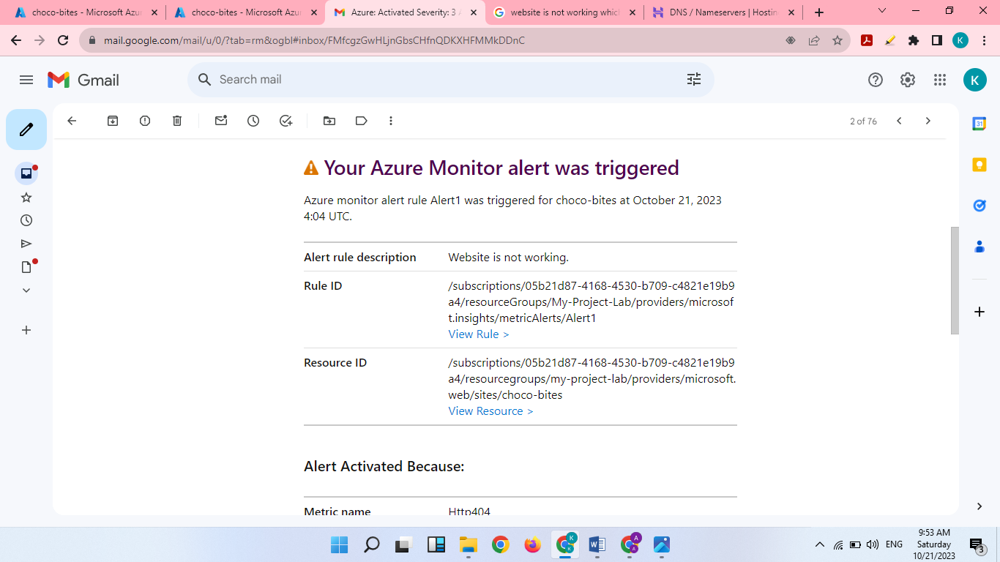 choco-bites - Microsoft Azu
choco-bites - Microsoft Azu
Azure: Activated Severity: 3 A
website is not working which
DNS / Nameservers | Hostin
mail.google.com/mail/u/0/?tab=rm&ogbl#inbox/FMfcgzGwHLjnGbsCHfnQDKXHFMMkDDnC
K
Gmail
Search mail
K
2 of 76
31
Your Azure Monitor alert was triggered
Azure monitor alert rule Alert1 was triggered for choco-bites at October 21, 2023
4:04 UTC.
Alert rule description
Website is not working.
Rule ID
/subscriptions/05b21d87-4168-4530-b709-c4821e19b9
a4/resourceGroups/My-Project-Lab/providers/microsof
t.insights/metricAlerts/Alert1
View Rule >
Resource ID
/subscriptions/05b21d87-4168-4530-b709-c4821e19b9
a4/resourcegroups/my-project-lab/providers/microsoft.
web/sites/choco-bites
View Resource >
Alert Activated Because:
Metric name
Http404
K
K
W
A
A
ENG
9:53 AM
Saturday
10/21/2023
3